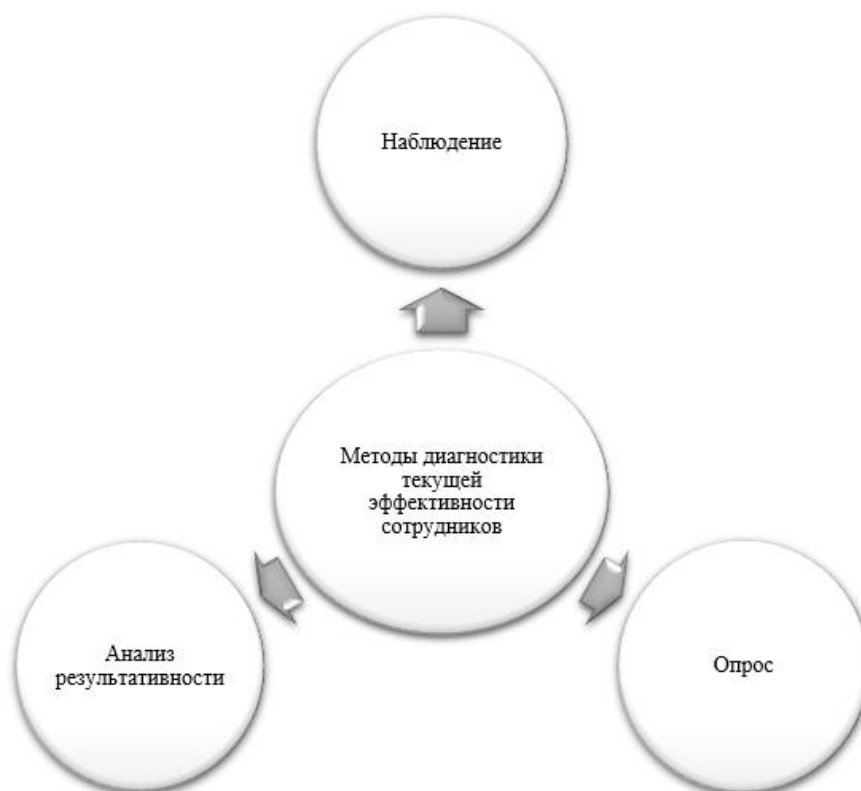 Наблюдение
Методы диагностики
текущей
эффективности
сотрудников
Анализ
результативности
Опрос